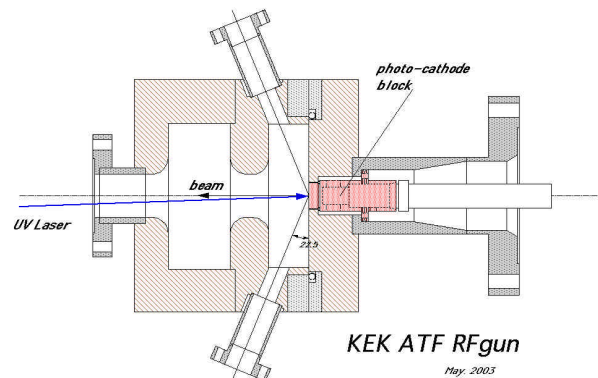 photo-cathode
block
beam
UV Laser
22.5
KEK ATF RFgun
May. 2003